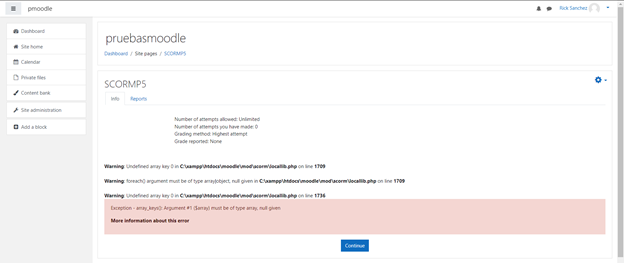 pmoodle
Rick Sanchez
Dashboard
Site home
Calendar
Private files
Content bank
Site administration
Add a block
pruebasmoodle
Dashboard / Site pages / SCORMP5
SCORMP5
Info Reports
Number of attempts allowed: Unlimited
Number of attempts you have made: 0
Grading method: Highest attempt
Grade reported: None
Warning: Undefined array key 0 in C:\xampp\htdocs\moodle\mod\scorm\locallib.php on line 1709
Warning: foreach() argument must be of type array|object, null given in C:\xampp\htdocs\moodle\mod\scorm\locallib.php on line 1709
Warning: Undefined array key 0 in C:\xampp\htdocs\moodle\mod\scorm\locallib.php on line 1736
Exception - array_keys(): Argument #1 ($array) must be of type array, null given
More information about this error
Continue